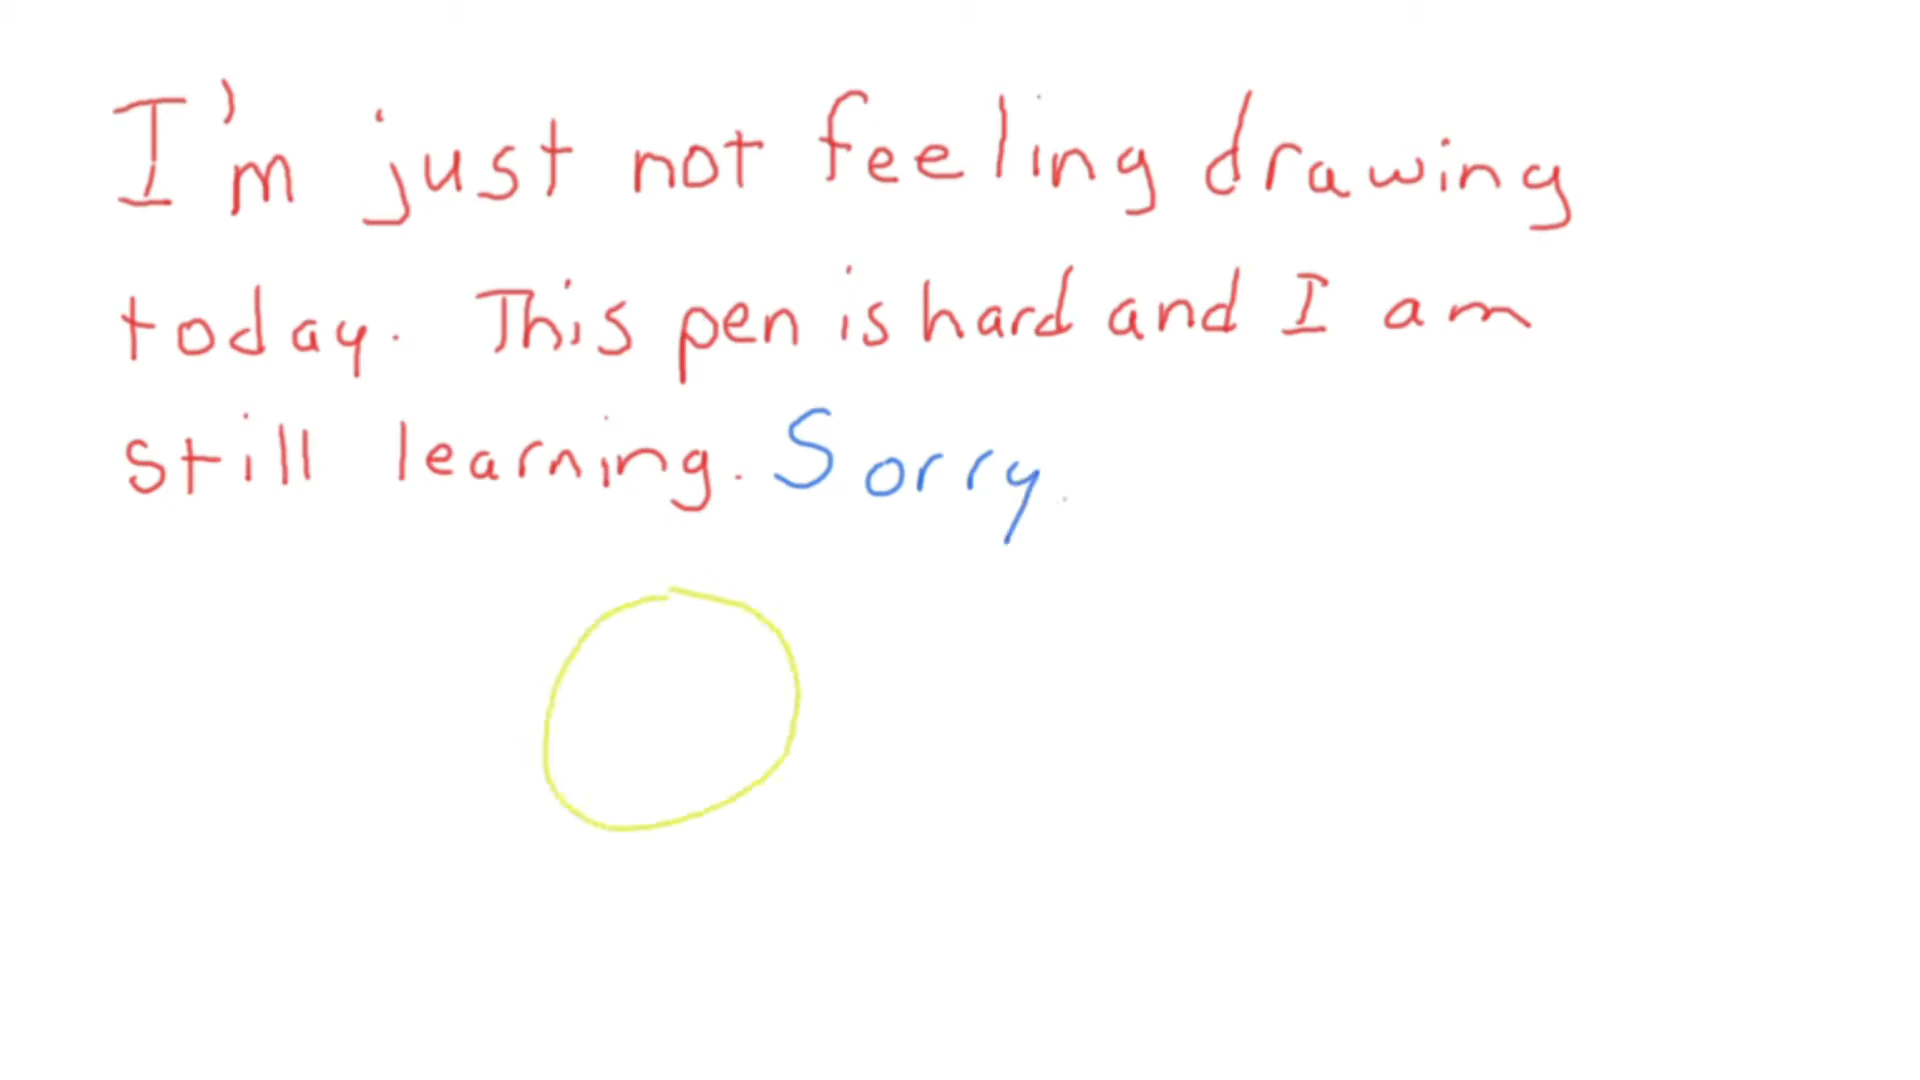 I'm just not feeling drawing
today. This pen is hard and I am
still learning. Sorry.